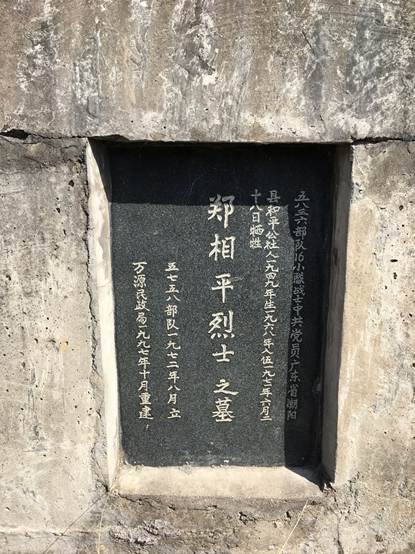 五八三六部队16小队战士中共党员广东省潮阳
县和平公社人一九四九年生一九六八年入伍一九七二年六月二
十八日牺牲
郑相平烈士之墓
五七五八部队一九七二年八月立
万源民政局一九九七年十月重建